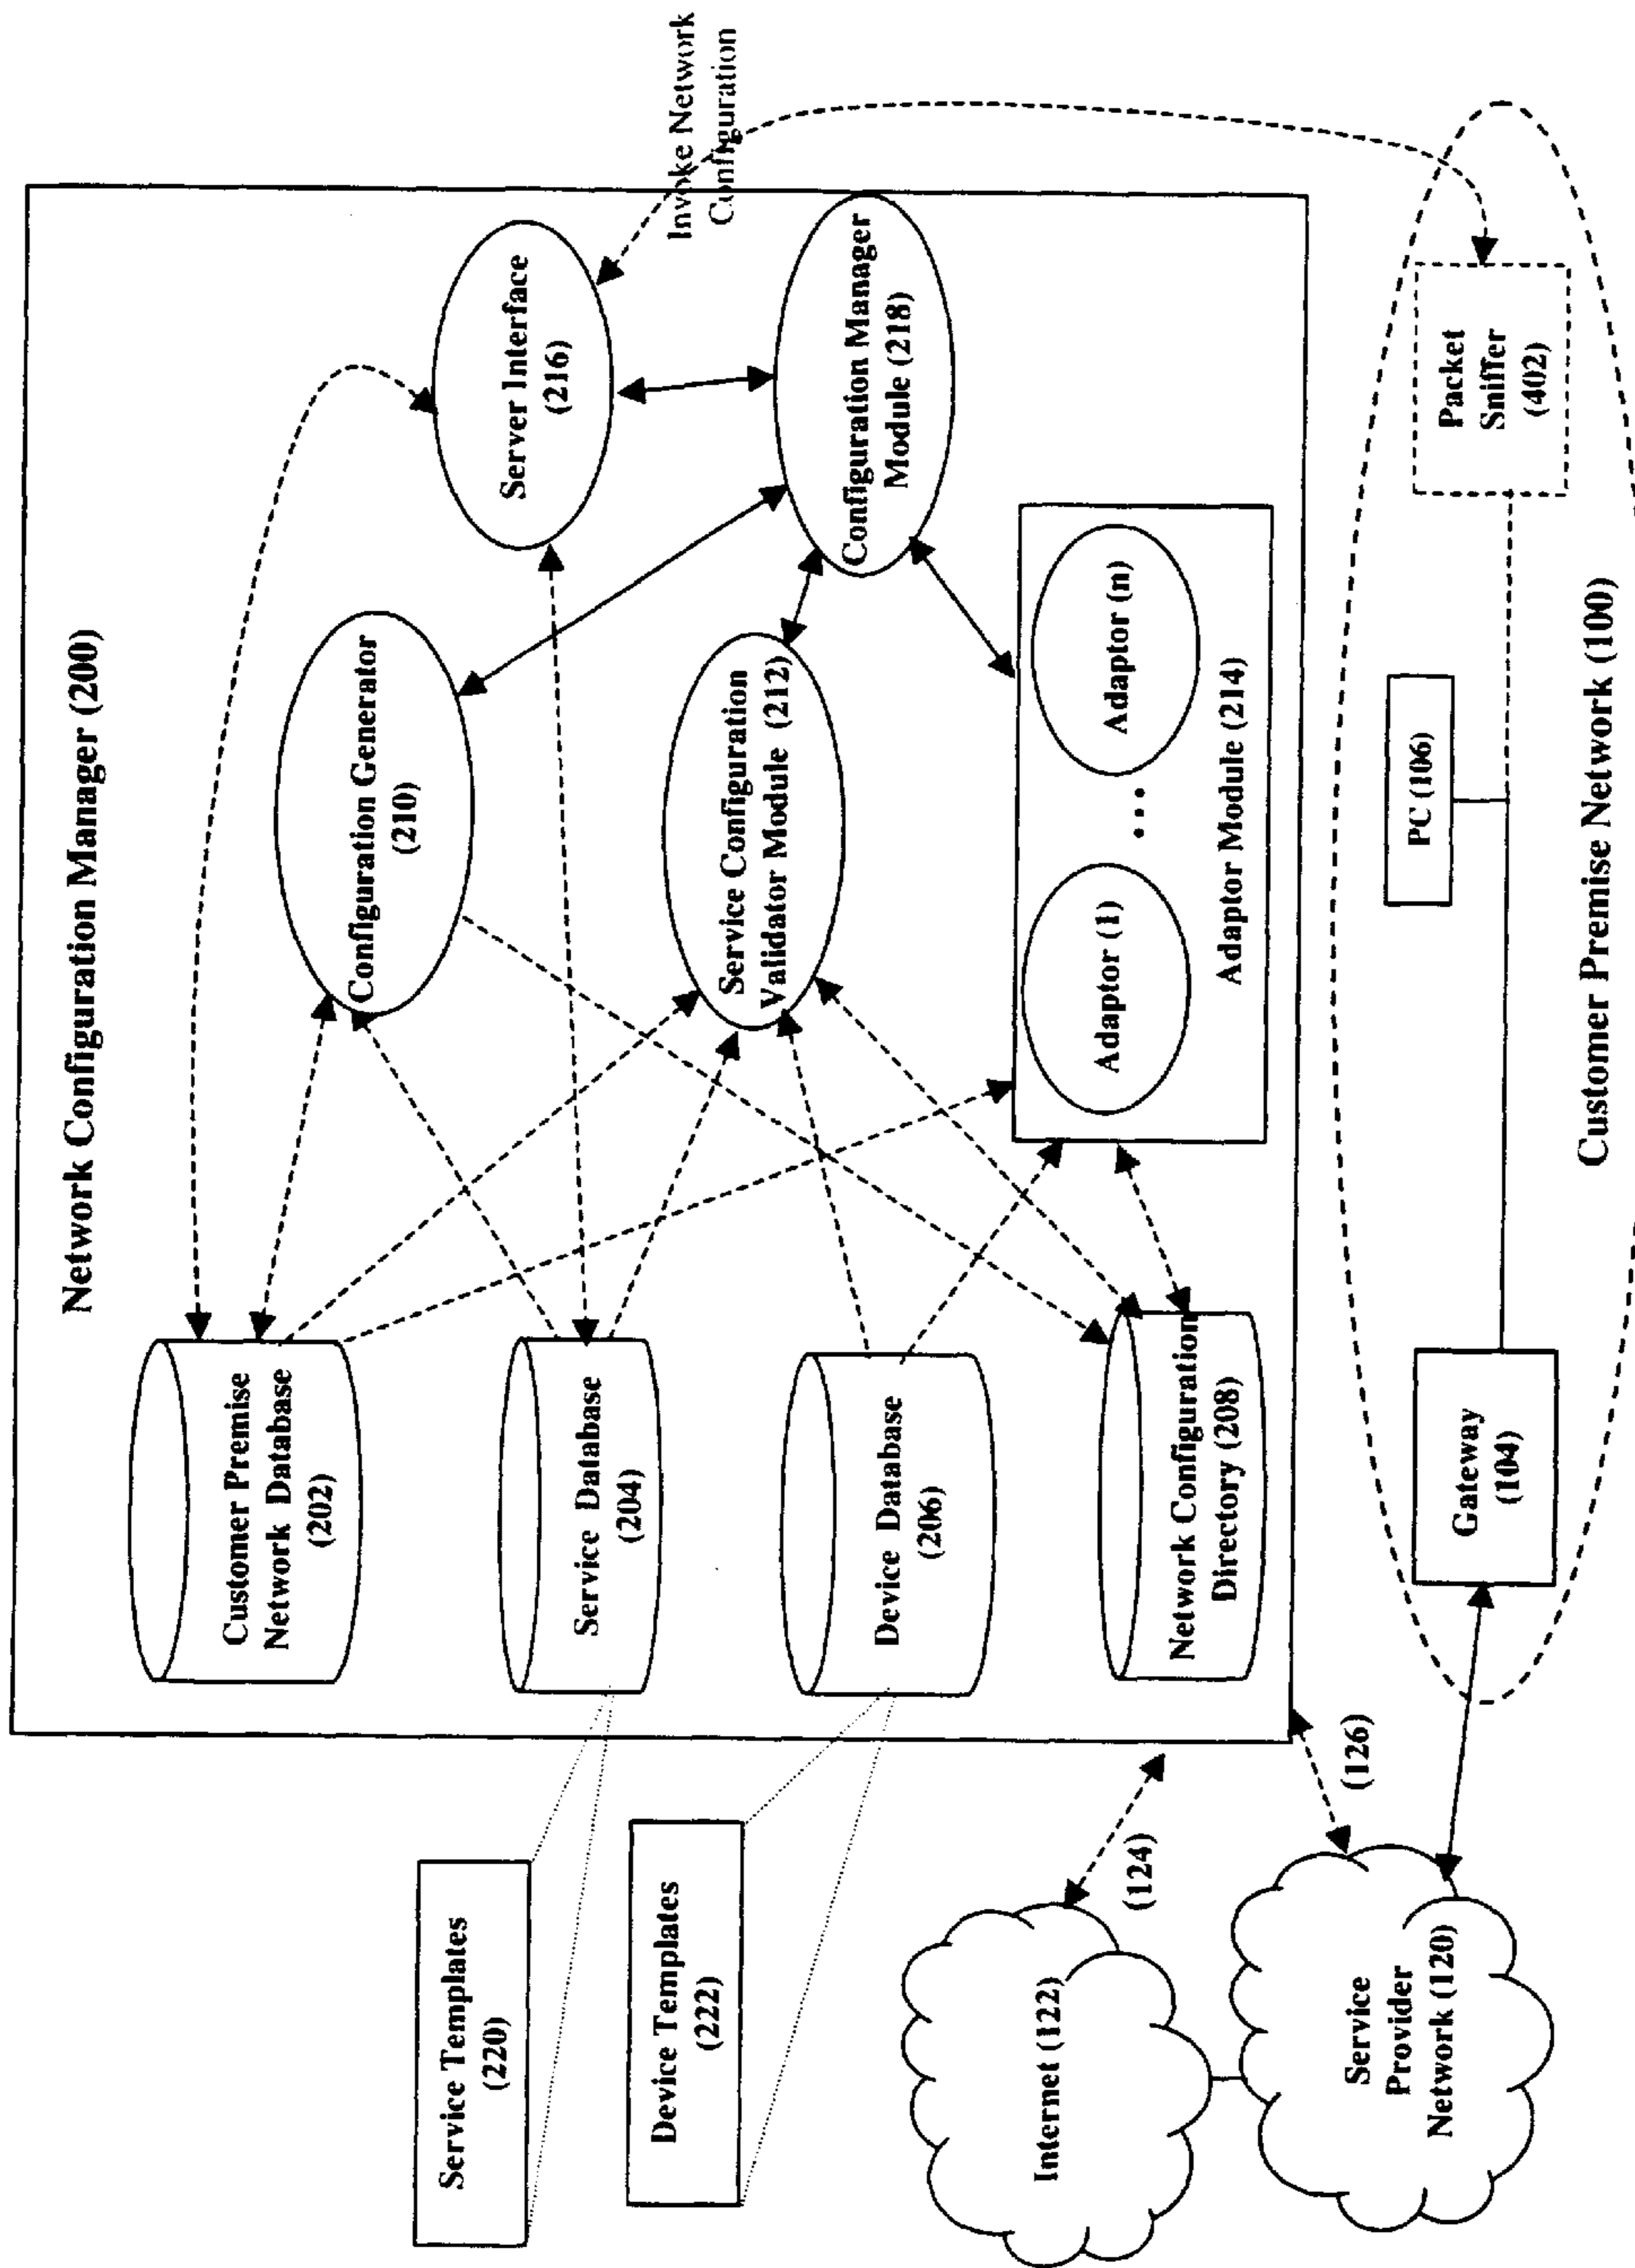 Network Configuration Manager (200)
Service Templates
(220)
Device Templates
(222)
Customer Premise
Network Database
(202)
Service Database
(204)
Device Database
(206)
Network Configuration
Directory (208)
Configuration Generator
(210)
Service Configuration
Validator Module (212)
Adaptor (1)
...
Adaptor (n)
Adaptor Module (214)
Server Interface
(216)
Configuration Manager
Module (218)
Invoke Network
Configuration
Internet (122)
(124)
(126)
Service
Provider
Network (120)
Gateway
(104)
PC (106)
Packet
Sniffer
(402)
Customer Premise Network (100)